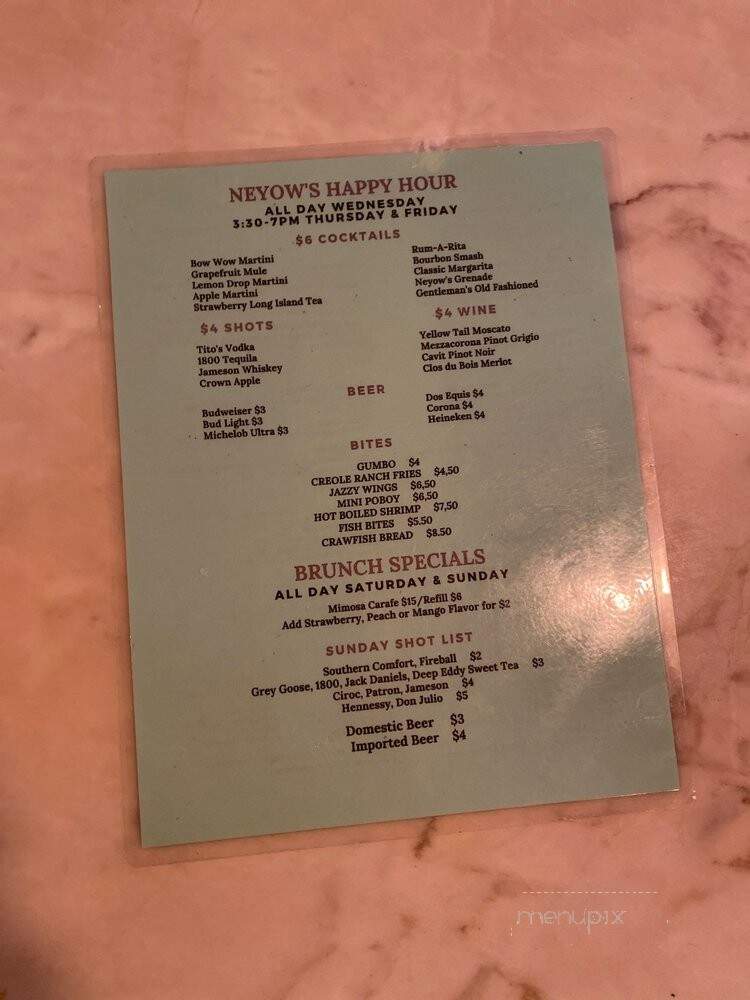 NEYOW'S HAPPY HOUR
ALL DAY WEDNESDAY
3:30-7PM THURSDAY & FRIDAY
$6 COCKTAILS
Bow Wow Martini
Grapefruit Mule
Lemon Drop Martini
Apple Martini
Strawberry Long Island Tea
Rum-A-Rita
Bourbon Smash
Classic Margarita
Neyow's Grenade
Gentleman's Old Fashioned
$4 SHOTS
Tito's Vodka
1800 Tequila
Jameson Whiskey
Crown Apple
$4 WINE
Yellow Tail Moscato
Mezzacorona Pinot Grigio
Cavit Pinot Noir
Clos du Bois Merlot
BEER
Budweiser $3
Bud Light $3
Michelob Ultra $3
Dos Equis $4
Corona $4
Heineken $4
BITES
GUMBO $4
CREOLE RANCH FRIES $4,50
JAZZY WINGS $6,50
MINI POBOY $6,50
HOT BOILED SHRIMP $7,50
FISH BITES $5.50
CRAWFISH BREAD $8.50
BRUNCH SPECIALS
ALL DAY SATURDAY & SUNDAY
Mimosa Carafe $15/Refill $6
Add Strawberry, Peach or Mango Flavor for $2
SUNDAY SHOT LIST
Southern Comfort, Fireball $2
Grey Goose, 1800, Jack Daniels, Deep Eddy Sweet Tea $3
Ciroc, Patron, Jameson $4
Hennessy, Don Julio $5
Domestic Beer $3
Imported Beer $4
menupix